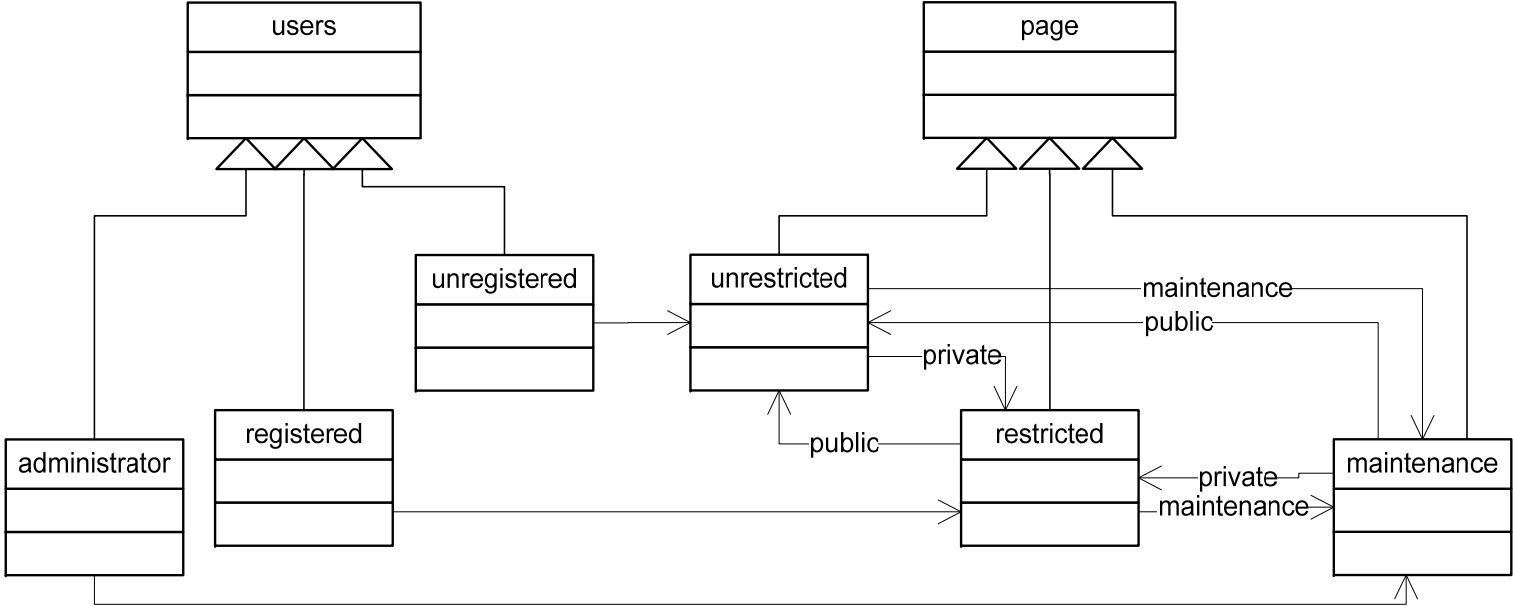 users
page
unregistered
unrestricted
maintenance
public
private
registered
restricted
public
administrator
maintenance
private
maintenance